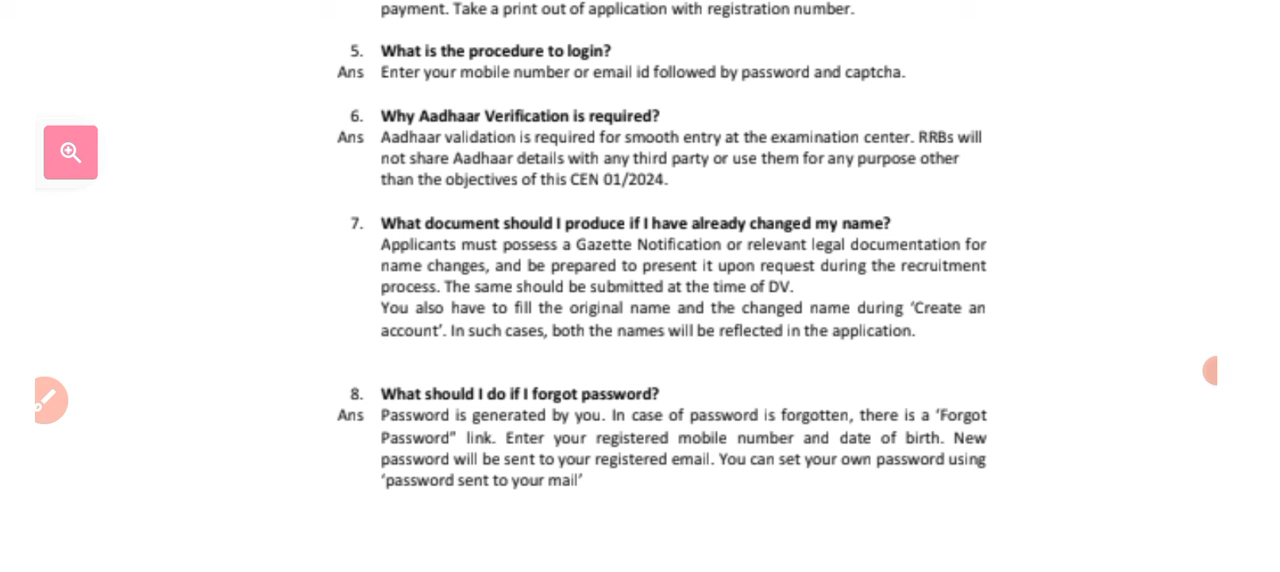 payment. Take a print out of application with registration number.
5. What is the procedure to login?
Ans Enter your mobile number or email id followed by password and captcha.
6. Why Aadhaar Verification is required?
Ans Aadhaar validation is required for smooth entry at the examination center. RRBs will
not share Aadhaar details with any third party or use them for any purpose other
than the objectives of this CEN 01/2024.
7. What document should I produce if I have already changed my name?
Applicants must possess a Gazette Notification or relevant legal documentation for
name changes, and be prepared to present it upon request during the recruitment
process. The same should be submitted at the time of DV.
You also have to fill the original name and the changed name during ‘Create an
account’. In such cases, both the names will be reflected in the application.
8. What should I do if I forgot password?
Ans Password is generated by you. In case of password is forgotten, there is a ‘Forgot
Password” link. Enter your registered mobile number and date of birth. New
password will be sent to your registered email. You can set your own password using
‘password sent to your mail’